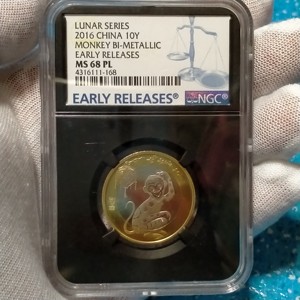 LUNAR SERIES
2016 CHINA 10Y
MONKEY BI-METALLIC
EARLY RELEASES
MS 68 PL
4316111-168
EARLY RELEASES
NGC